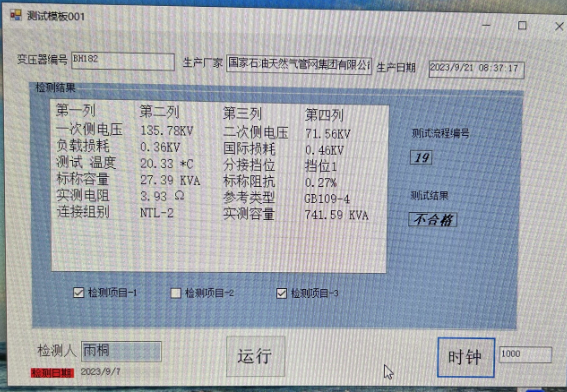 测试模板001
变压器编号 BH182 生产厂家 国家石油天然气管网集团有限公 生产日期 2023/9/21 08:37:17
检测结果
第一列 第二列 第三列 第四列
一次侧电压 135.78KV 二次侧电压 71.56KV
负载损耗 0.36KV 国际损耗 0.46KV
测试 温度 20.33 *C 分接挡位 挡位1
标称容量 27.39 KVA 标称阻抗 0.27%
实测电阻 3.93 Ω 参考类型 GB109-4
连接组别 NTL-2 实测容量 741.59 KVA
测试流程编号
19
测试结果
不合格
检测项目-1 检测项目-2 检测项目-3
检测人 雨桐 运行 时钟 1000
检测日期 2023/9/7